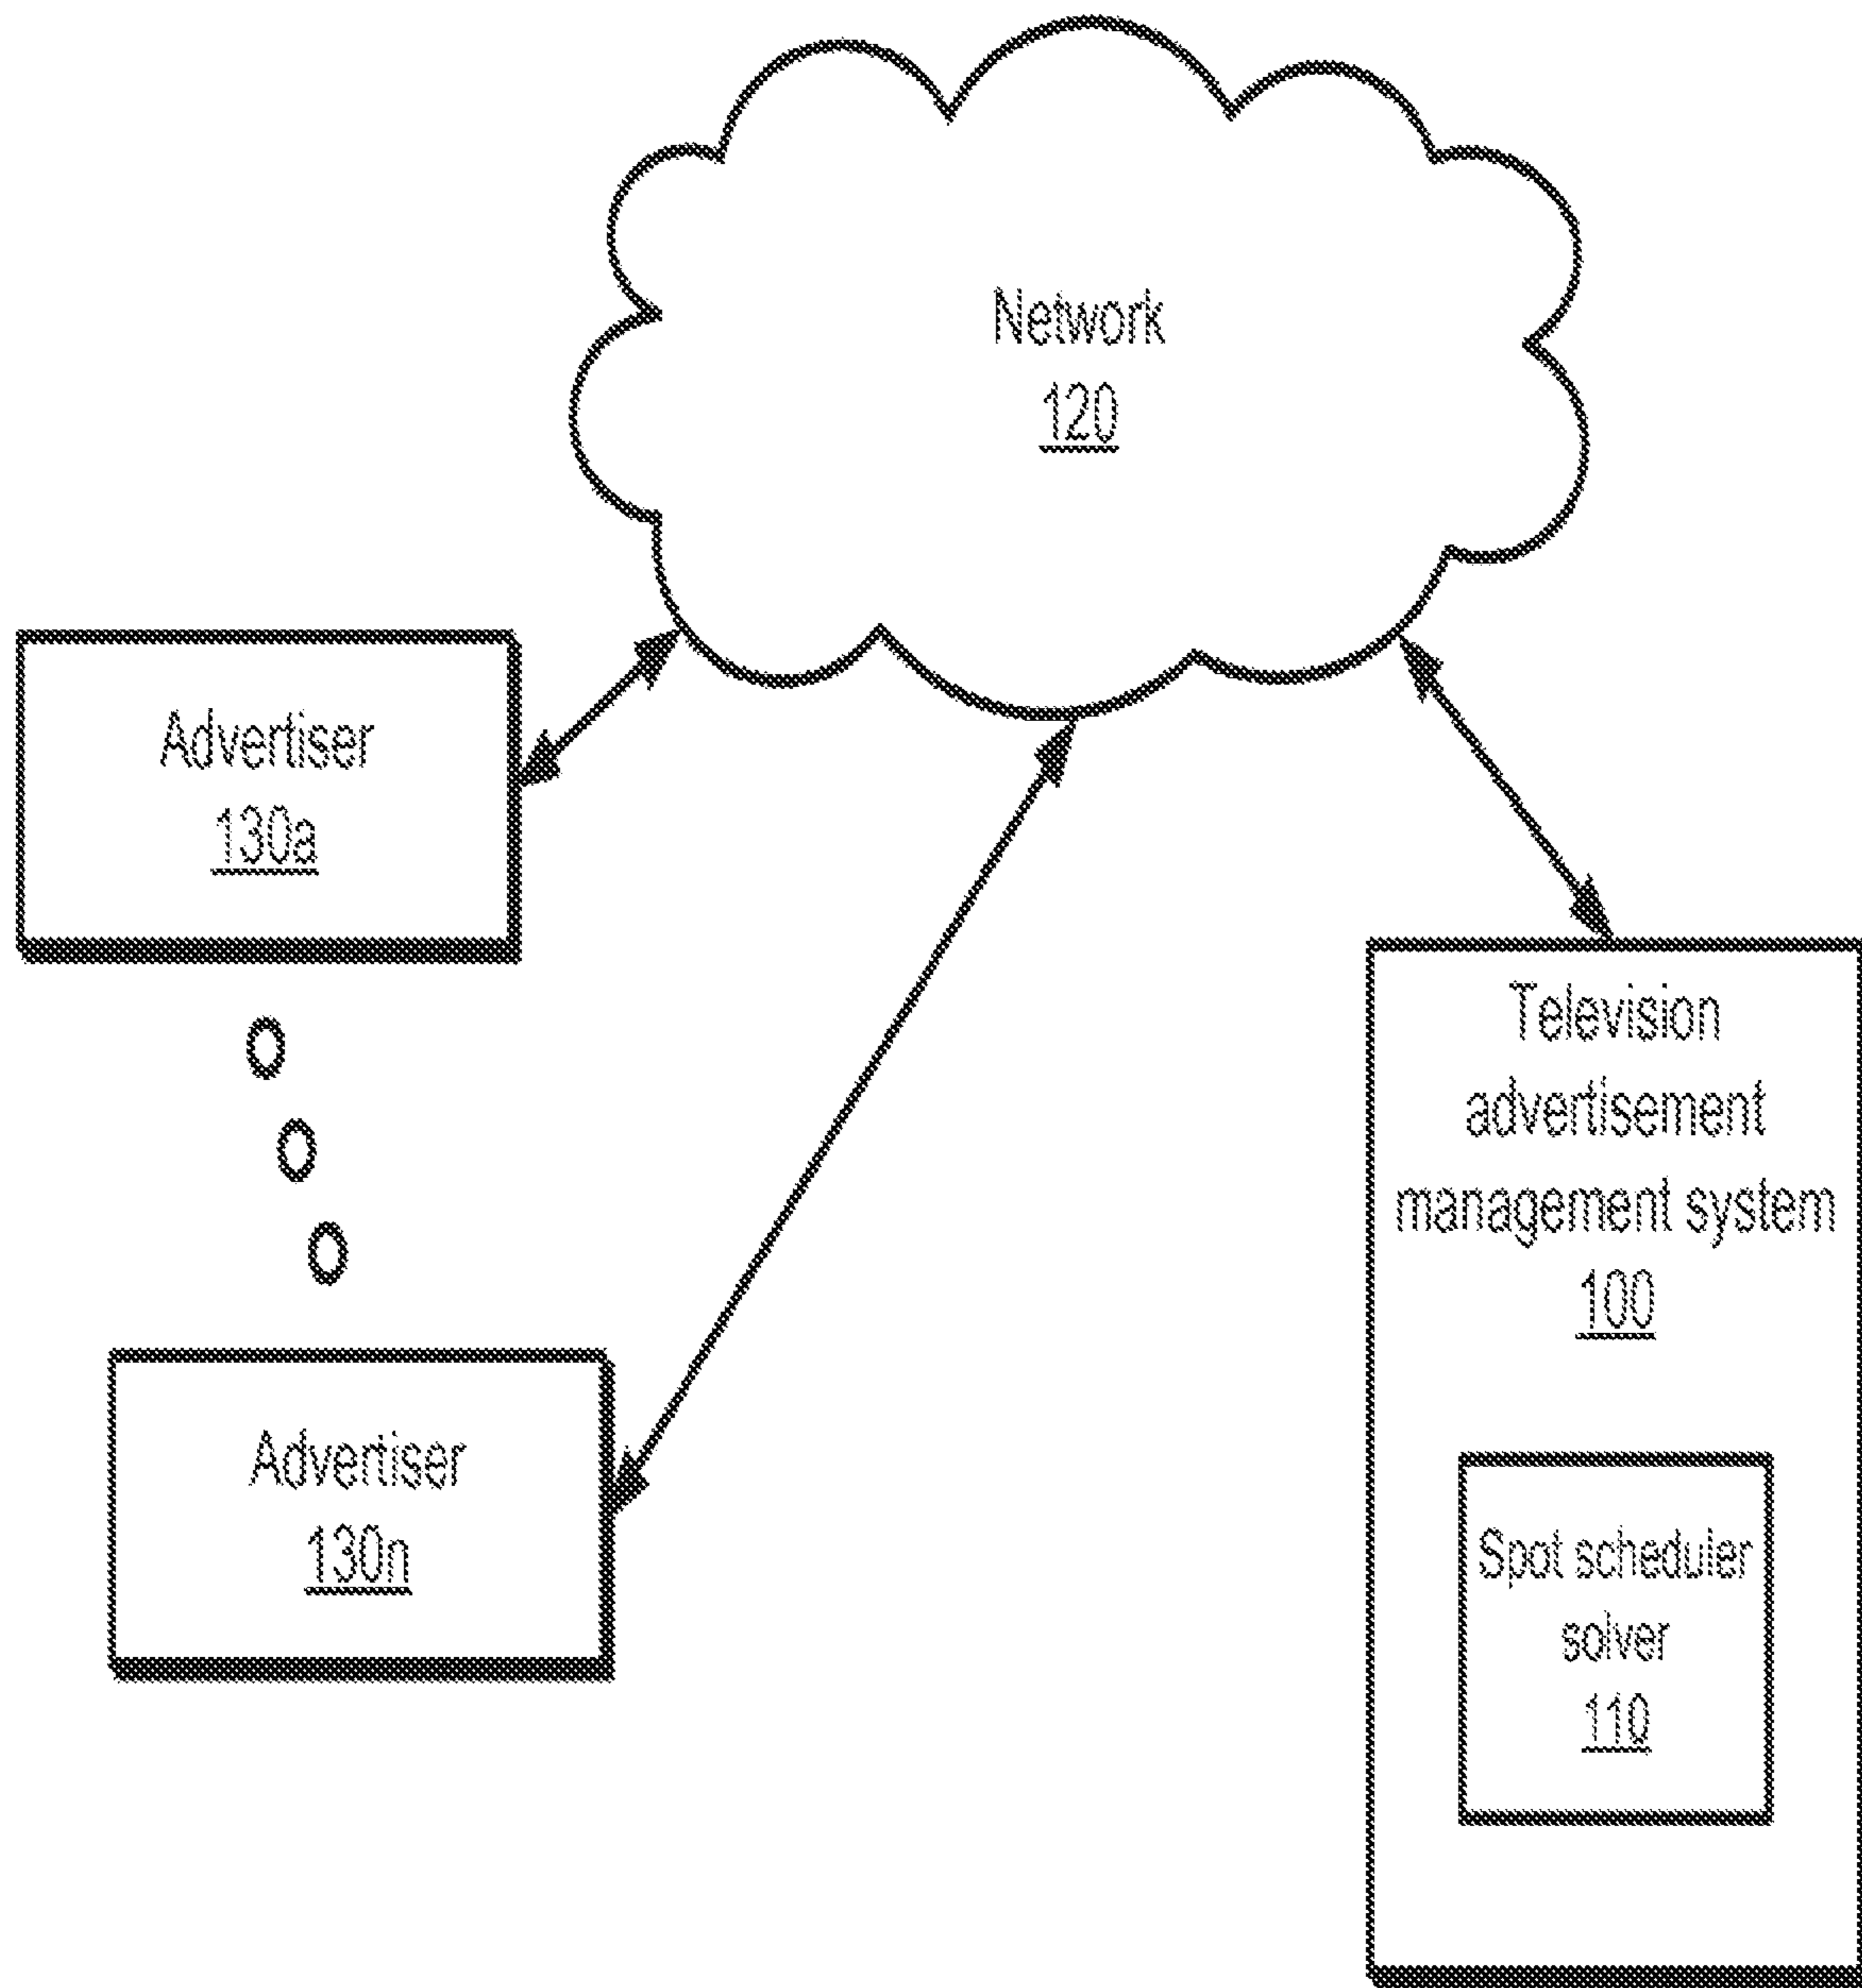 Network
120
Advertiser
130a
Television
advertisement
management system
100
Advertiser
130n
Spot scheduler
solver
110